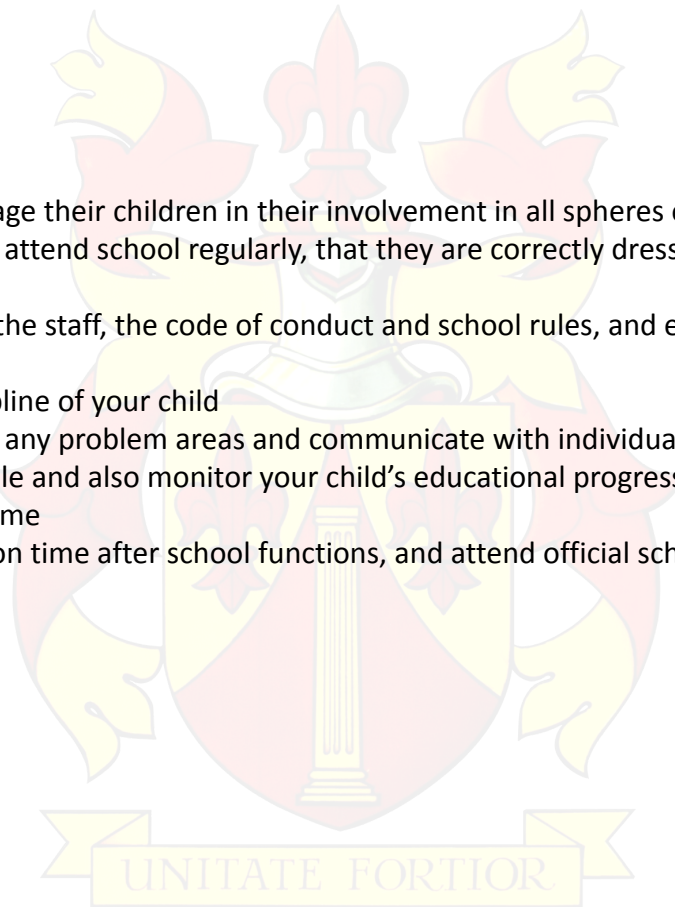 age their children in their involvement in all spheres
attend school regularly, that they are correctly dress
the staff, the code of conduct and school rules, and e
line of your child
any problem areas and communicate with individua
le and also monitor your child's educational progress
me
on time after school functions, and attend official sch
UNITATE FORTIOR